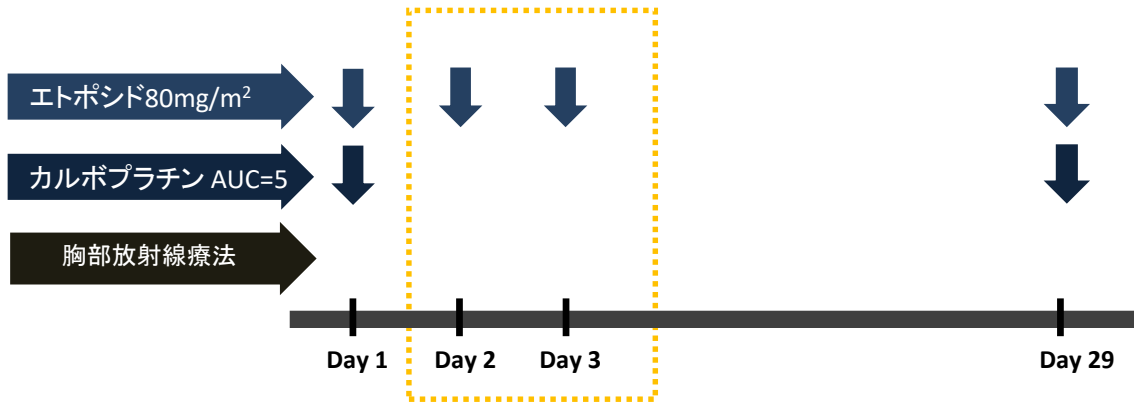 エトポシド80mg/m²
カルボプラチン AUC=5
胸部放射線療法
Day 1
Day 2
Day 3
Day 29